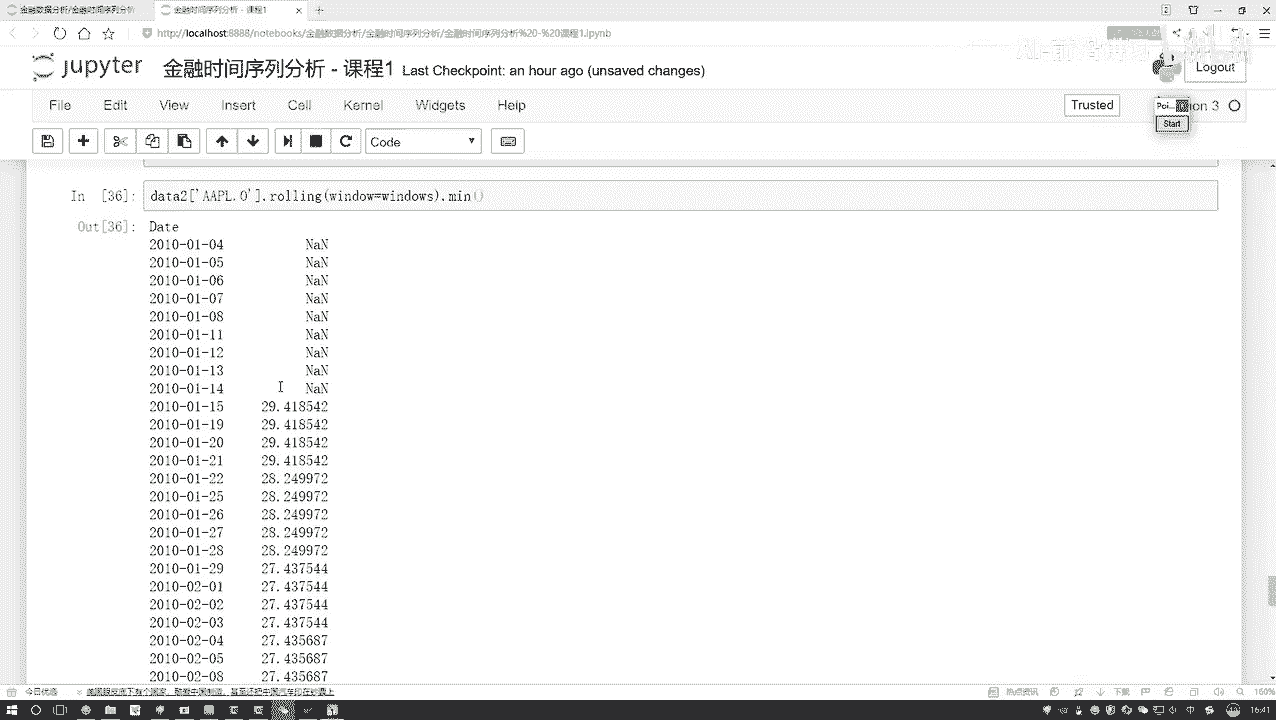 金融数据分析/金融时间序列分析
金融时间序列分析 - 课程1
http://localhost:8888/notebooks/金融数据分析/金融时间序列分析/金融时间序列分析%20-%20课程1.ipynb
jupyter 金融时间序列分析 - 课程1 Last Checkpoint: an hour ago (unsaved changes)
Logout
File Edit View Insert Cell Kernel Widgets Help
Trusted
3
Start
Code
In [36]: data2['AAPL.O'].rolling(window=windows).min()
Out[36]: Date
2010-01-04 NaN
2010-01-05 NaN
2010-01-06 NaN
2010-01-07 NaN
2010-01-08 NaN
2010-01-11 NaN
2010-01-12 NaN
2010-01-13 NaN
2010-01-14 NaN
2010-01-15 29.418542
2010-01-19 29.418542
2010-01-20 29.418542
2010-01-21 29.418542
2010-01-22 28.249972
2010-01-25 28.249972
2010-01-26 28.249972
2010-01-27 28.249972
2010-01-28 28.249972
2010-01-29 27.437544
2010-02-01 27.437544
2010-02-02 27.437544
2010-02-03 27.437544
2010-02-04 27.435687
2010-02-05 27.435687
2010-02-08 27.435687
今日优选
热点资讯
下载
160%
16:41